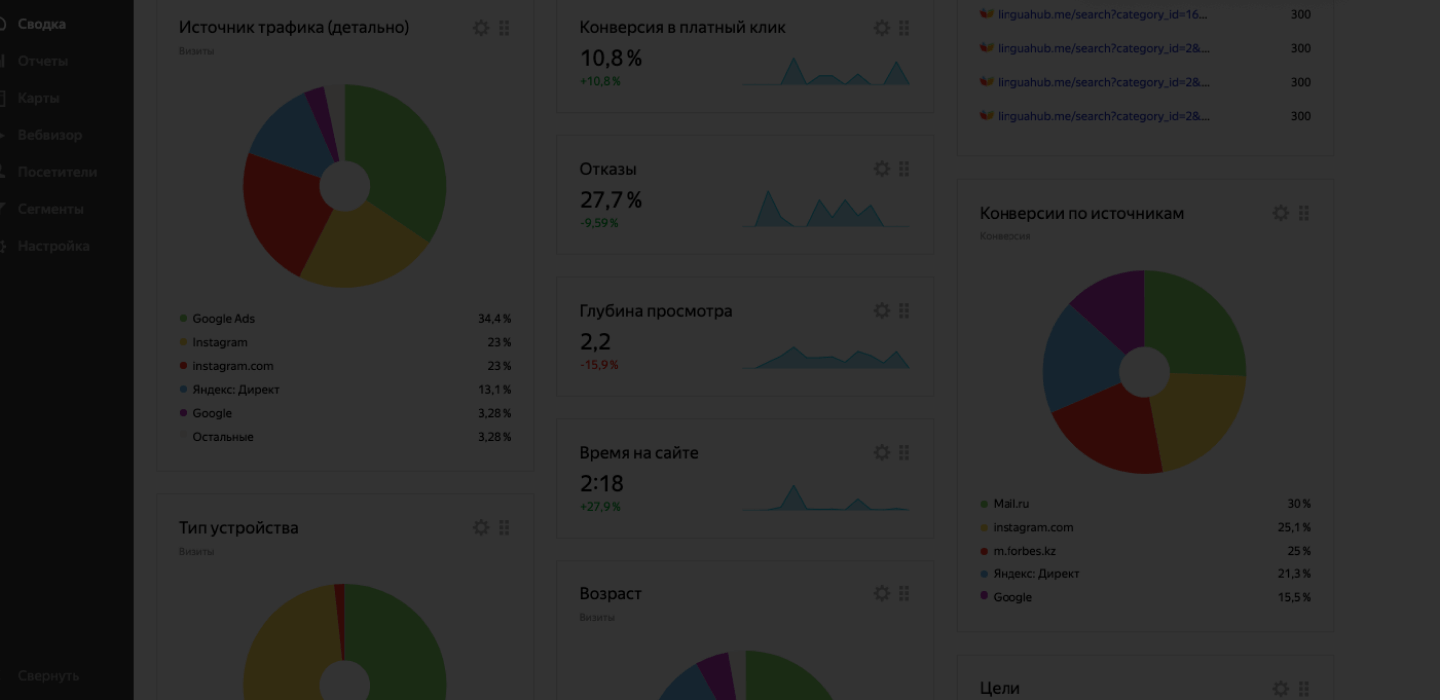 Сводка
Отчеты
Карты
Вебвизор
Посетители
Сегменты
Настройка
Свернуть
Источник трафика (детально)
Визиты
Google Ads 34,4 %
Instagram 23 %
instagram.com 23 %
Яндекс: Директ 13,1 %
Google 3,28 %
Остальные 3,28 %
Тип устройства
Визиты
Конверсия в платный клик
10,8 %
+10,8 %
Отказы
27,7 %
-9,59 %
Глубина просмотра
2,2
-15,9 %
Время на сайте
2:18
+27,9 %
Возраст
Визиты
linguahub.me/search?category_id=16... 300
linguahub.me/search?category_id=2&... 300
linguahub.me/search?category_id=2&... 300
linguahub.me/search?category_id=2&... 300
Конверсии по источникам
Конверсия
Mail.ru 30 %
instagram.com 25,1 %
m.forbes.kz 25 %
Яндекс: Директ 21,3 %
Google 15,5 %
Цели